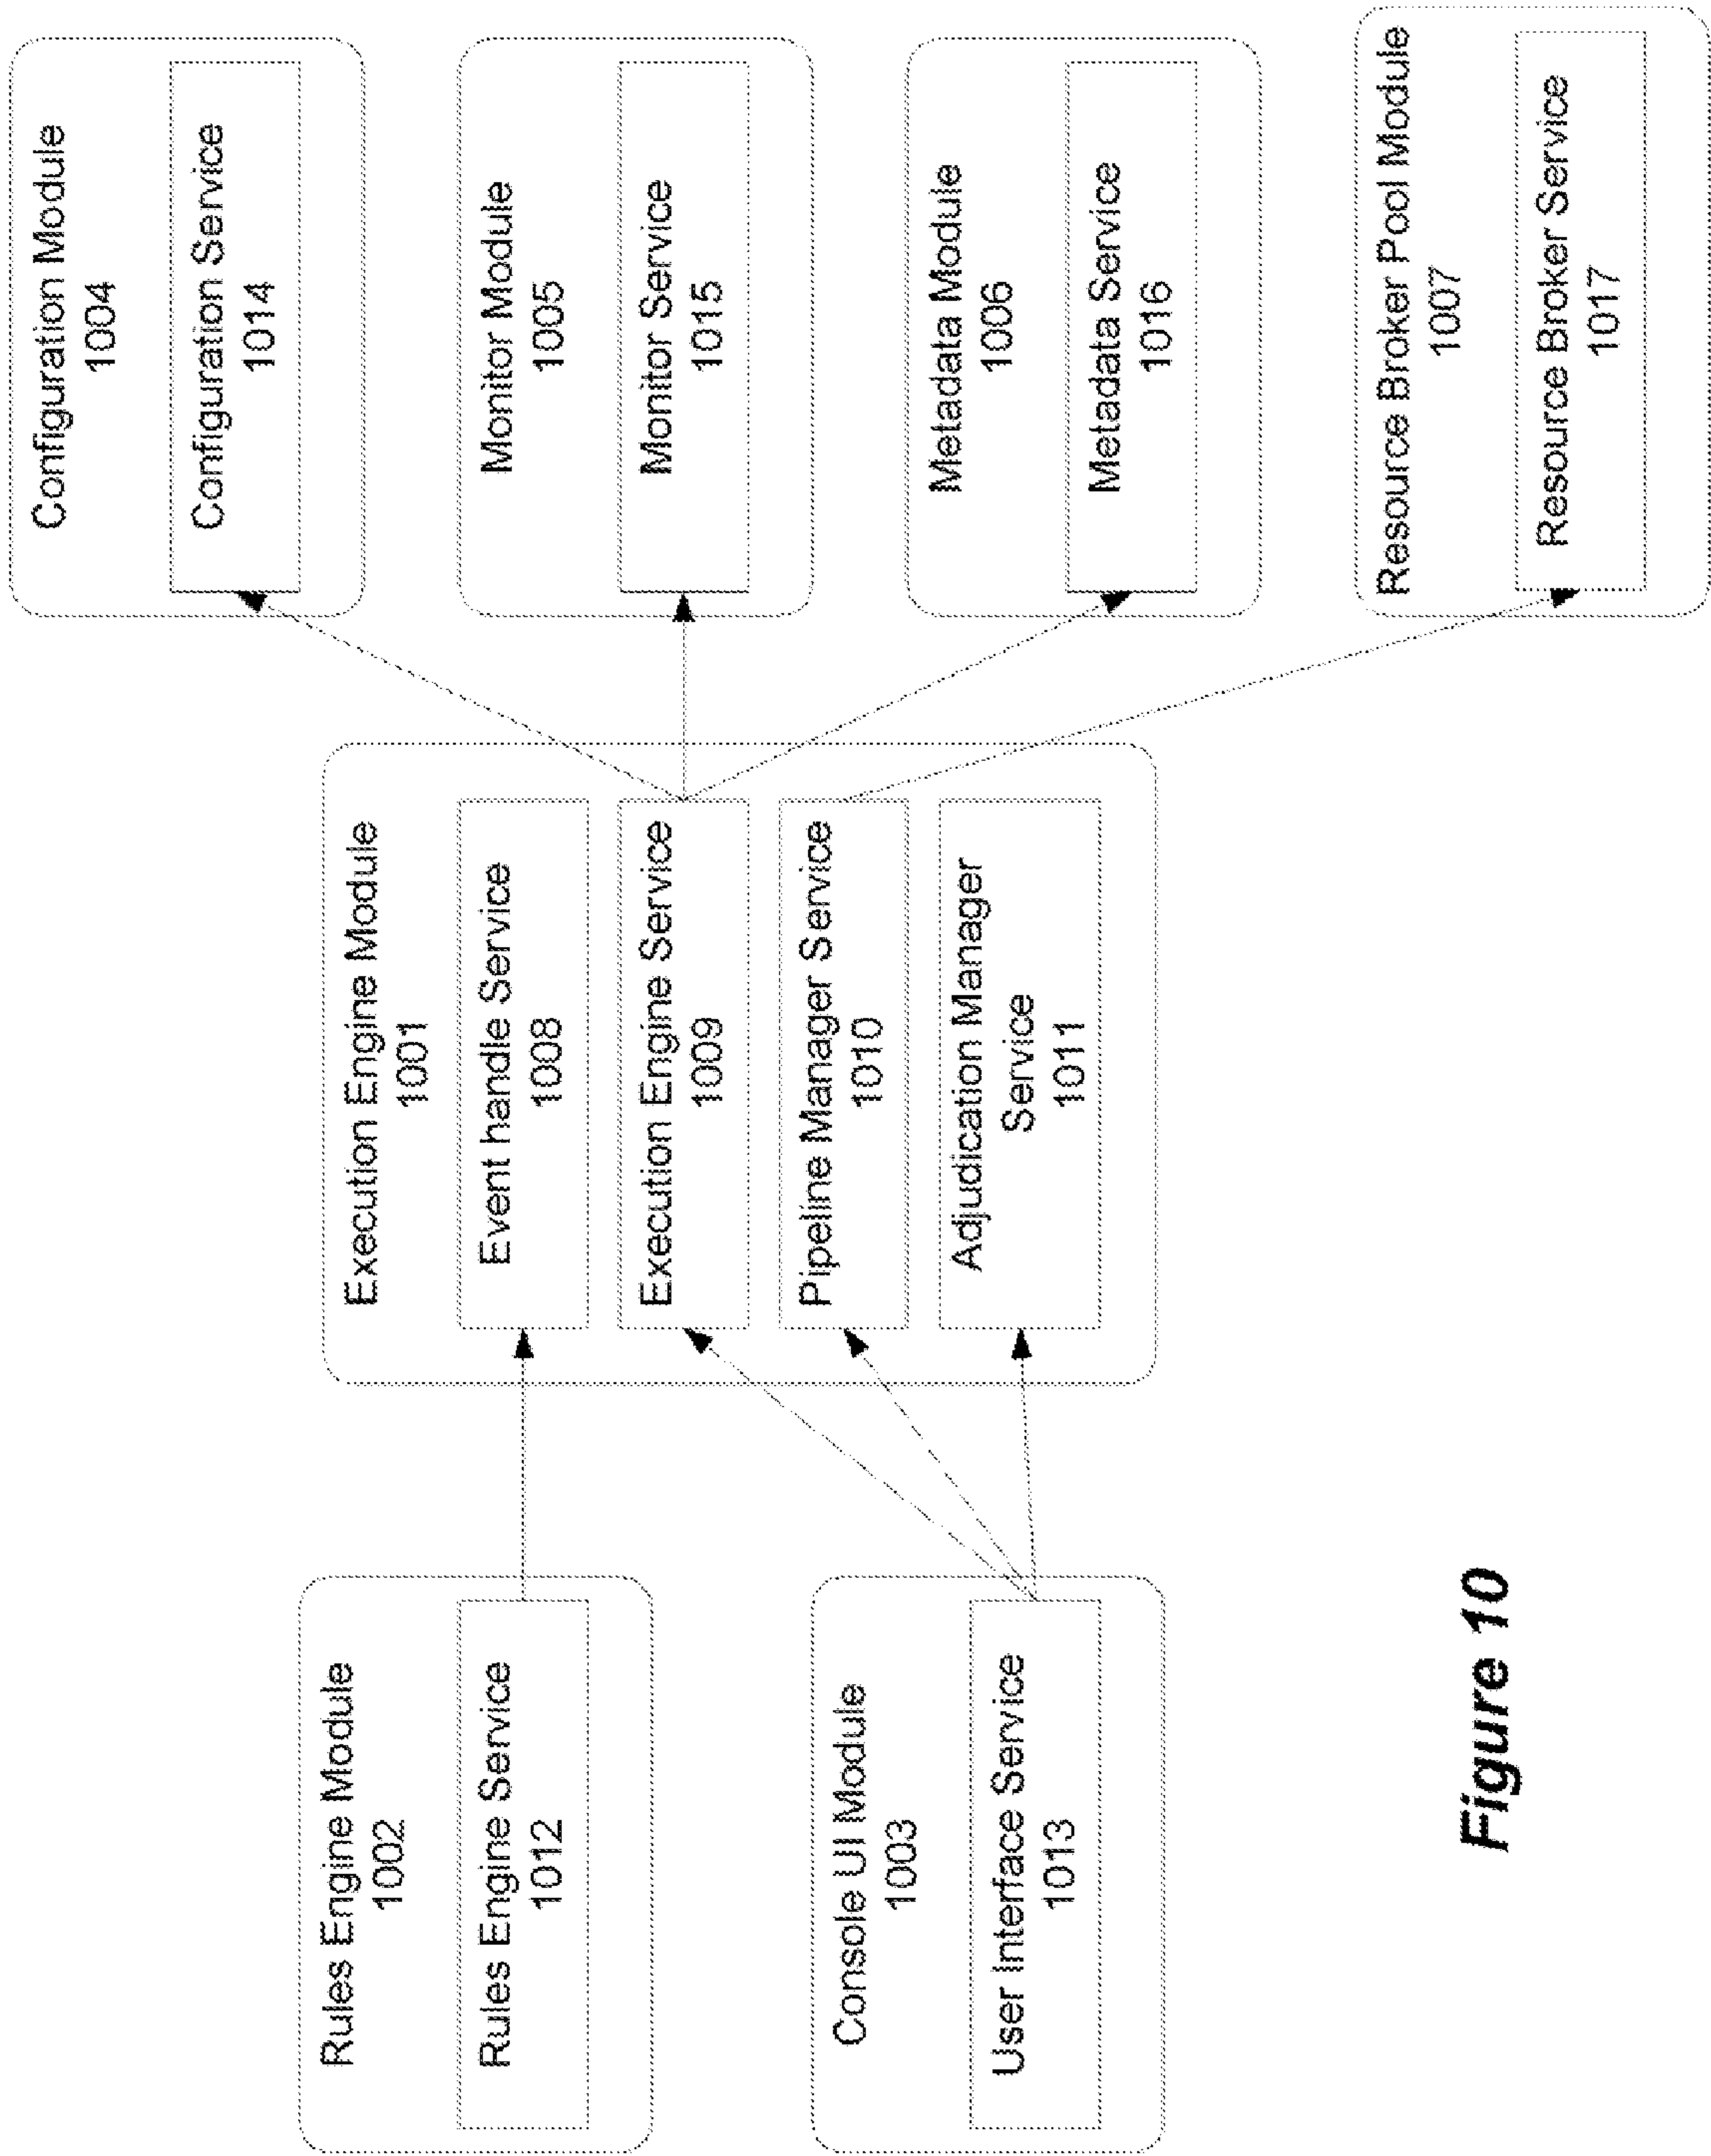 Rules Engine Module
1002
Rules Engine Service
1012
Console UI Module
1003
User Interface Service
1013
Execution Engine Module
1001
Event handle Service
1008
Execution Engine Service
1009
Pipeline Manager Service
1010
Adjudication Manager
Service
1011
Configuration Module
1004
Configuration Service
1014
Monitor Module
1005
Monitor Service
1015
Metadata Module
1006
Metadata Service
1016
Resource Broker Pool Module
1007
Resource Broker Service
1017
Figure 10